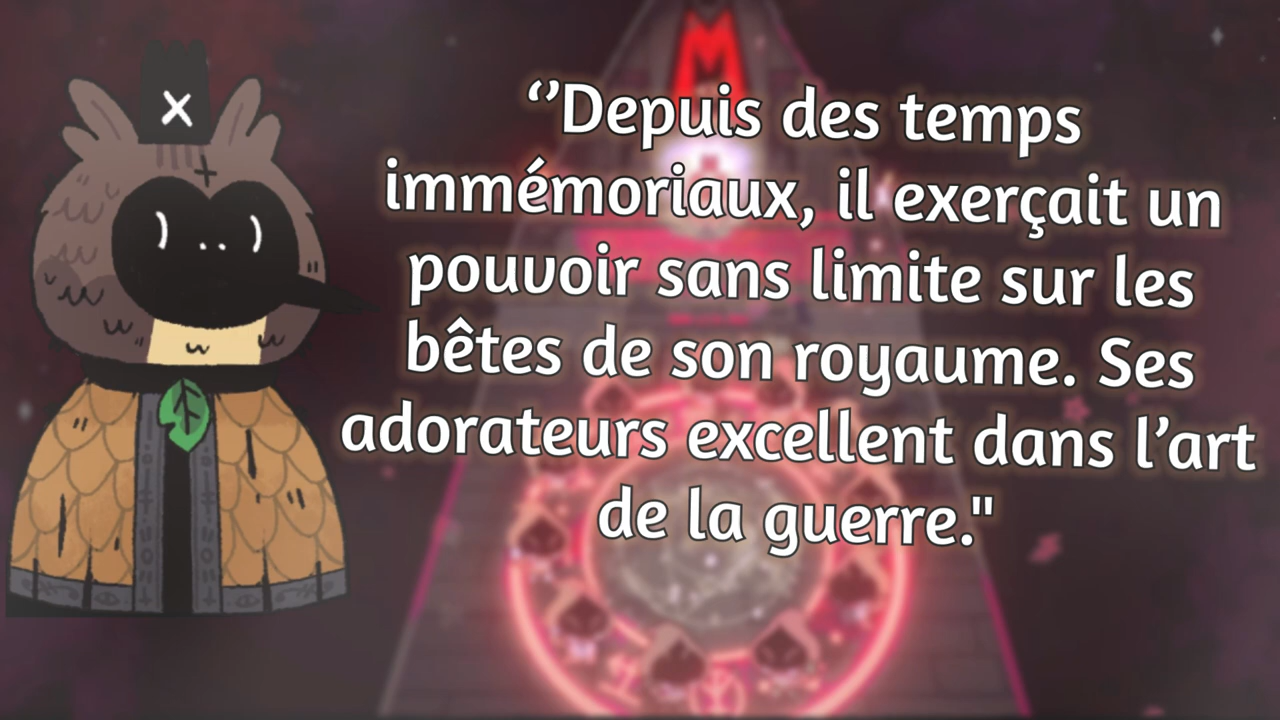 ‘’Depuis des temps
immémoriaux, il exerçait un
pouvoir sans limite sur les
bêtes de son royaume. Ses
adorateurs excellent dans l’art
de la guerre."